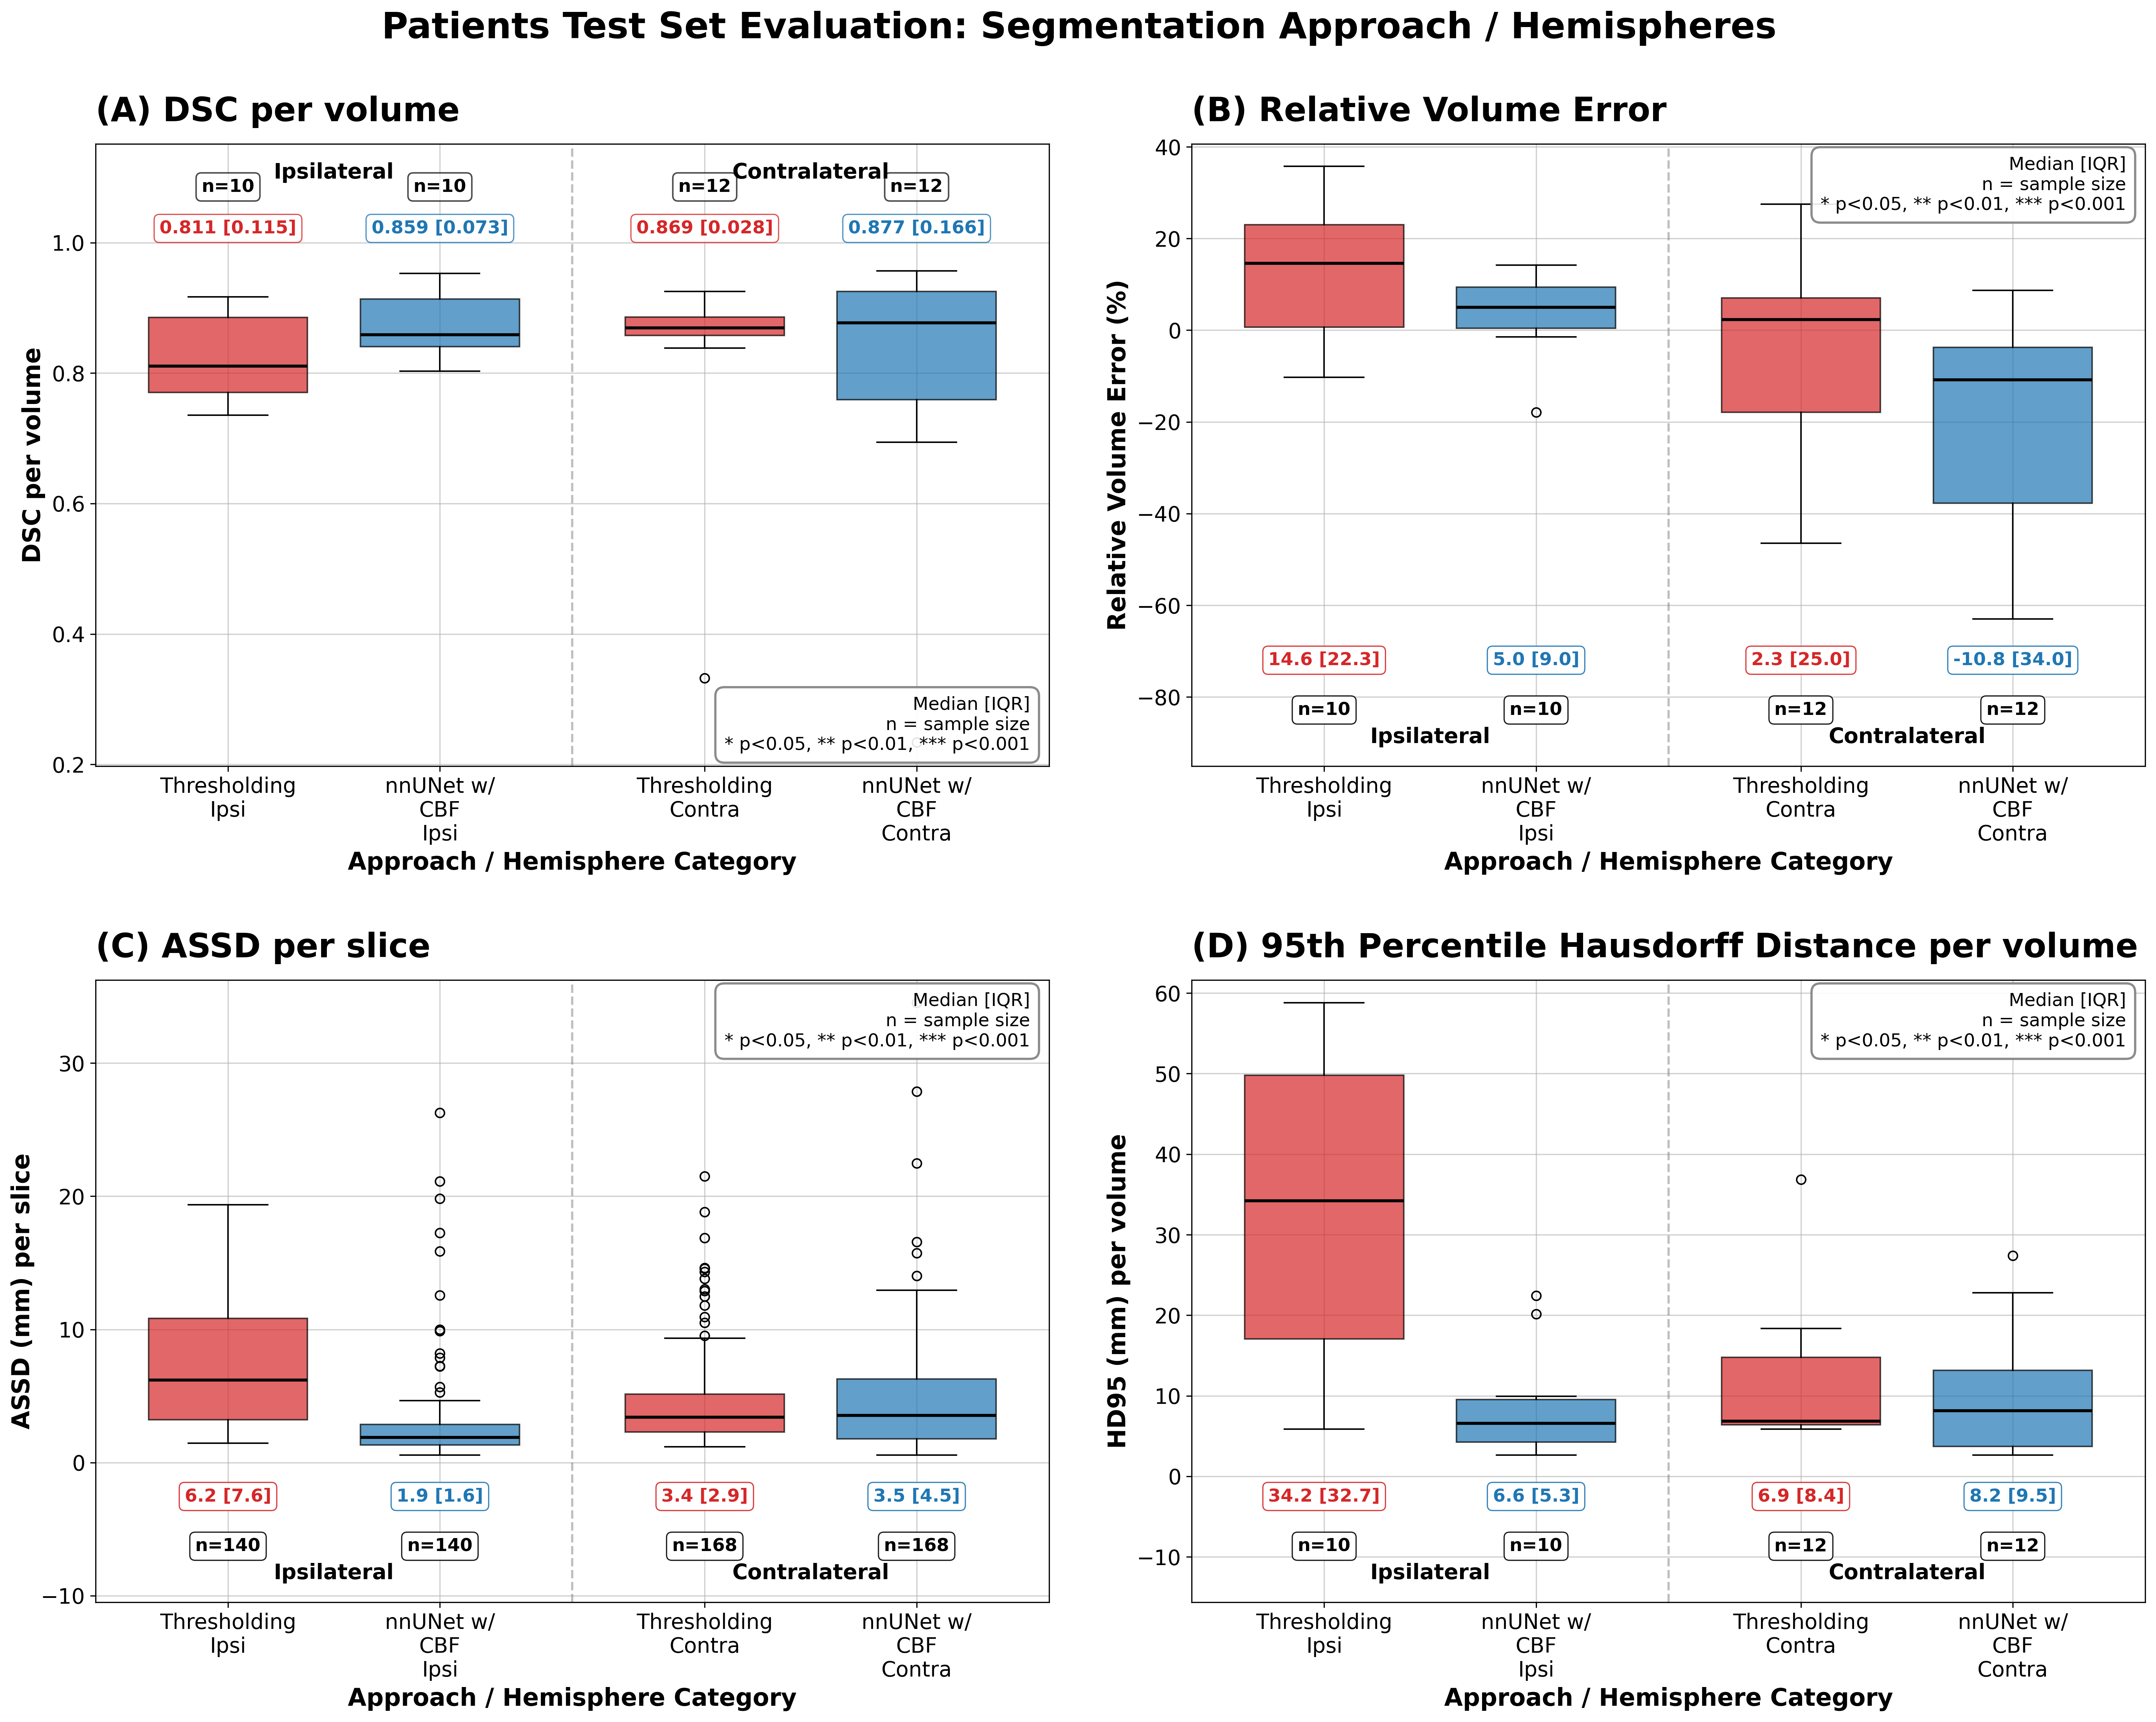 Patients Test Set Evaluation: Segmentation Approach / Hemispheres
(A) DSC per volume
Ipsilateral
Contralateral
n=10
n=10
n=12
n=12
0.811 [0.115]
0.859 [0.073]
0.869 [0.028]
0.877 [0.166]
1.0
0.8
0.6
0.4
0.2
DSC per volume
Median [IQR]
n = sample size
* p<0.05, ** p<0.01, *** p<0.001
Thresholding
Ipsi
nnUNet w/
CBF
Ipsi
Thresholding
Contra
nnUNet w/
CBF
Contra
Approach / Hemisphere Category
(B) Relative Volume Error
Median [IQR]
n = sample size
* p<0.05, ** p<0.01, *** p<0.001
40
20
0
−20
−40
−60
−80
Relative Volume Error (%)
14.6 [22.3]
5.0 [9.0]
2.3 [25.0]
-10.8 [34.0]
n=10
n=10
n=12
n=12
Ipsilateral
Contralateral
Thresholding
Ipsi
nnUNet w/
CBF
Ipsi
Thresholding
Contra
nnUNet w/
CBF
Contra
Approach / Hemisphere Category
(C) ASSD per slice
Median [IQR]
n = sample size
* p<0.05, ** p<0.01, *** p<0.001
30
20
10
0
−10
ASSD (mm) per slice
6.2 [7.6]
1.9 [1.6]
3.4 [2.9]
3.5 [4.5]
n=140
n=140
n=168
n=168
Ipsilateral
Contralateral
Thresholding
Ipsi
nnUNet w/
CBF
Ipsi
Thresholding
Contra
nnUNet w/
CBF
Contra
Approach / Hemisphere Category
(D) 95th Percentile Hausdorff Distance per volume
Median [IQR]
n = sample size
* p<0.05, ** p<0.01, *** p<0.001
60
50
40
30
20
10
0
−10
HD95 (mm) per volume
34.2 [32.7]
6.6 [5.3]
6.9 [8.4]
8.2 [9.5]
n=10
n=10
n=12
n=12
Ipsilateral
Contralateral
Thresholding
Ipsi
nnUNet w/
CBF
Ipsi
Thresholding
Contra
nnUNet w/
CBF
Contra
Approach / Hemisphere Category